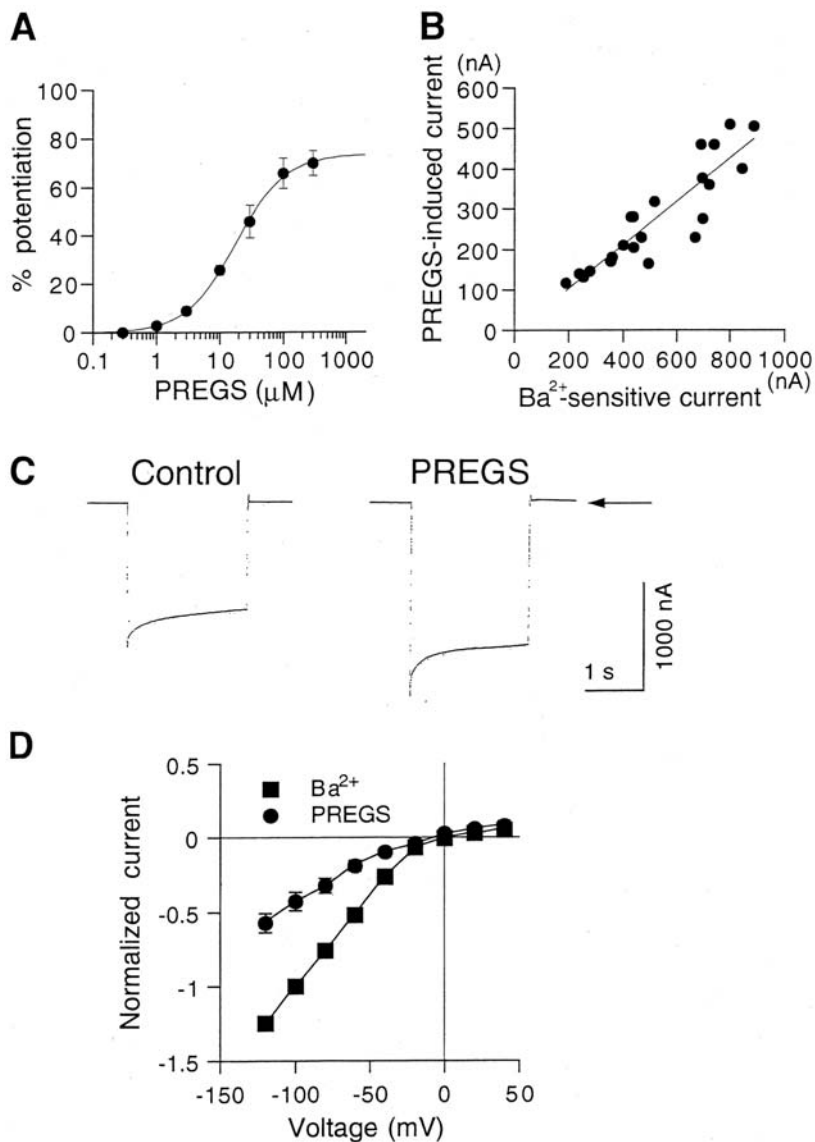 A
% potentiation
100
80
60
40
20
0
0.1 1 10 100 1000
PREGS (μM)
B
PREGS-induced current (nA)
600
500
400
300
200
100
0
0 200 400 600 800 1000
Ba²⁺-sensitive current (nA)
C
Control PREGS
1000 nA
1 s
D
Normalized current
0.5
0
-0.5
-1
-1.5
Ba²⁺
PREGS
-150 -100 -50 0 50
Voltage (mV)